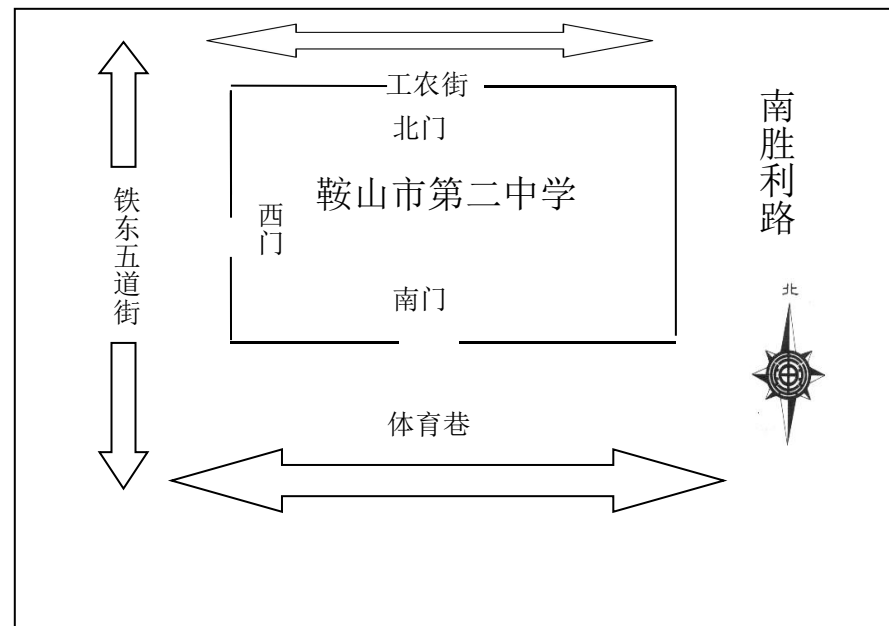 工农街
北门
南胜利路
鞍山市第二中学
铁东五道街
西门
南门
北
体育巷